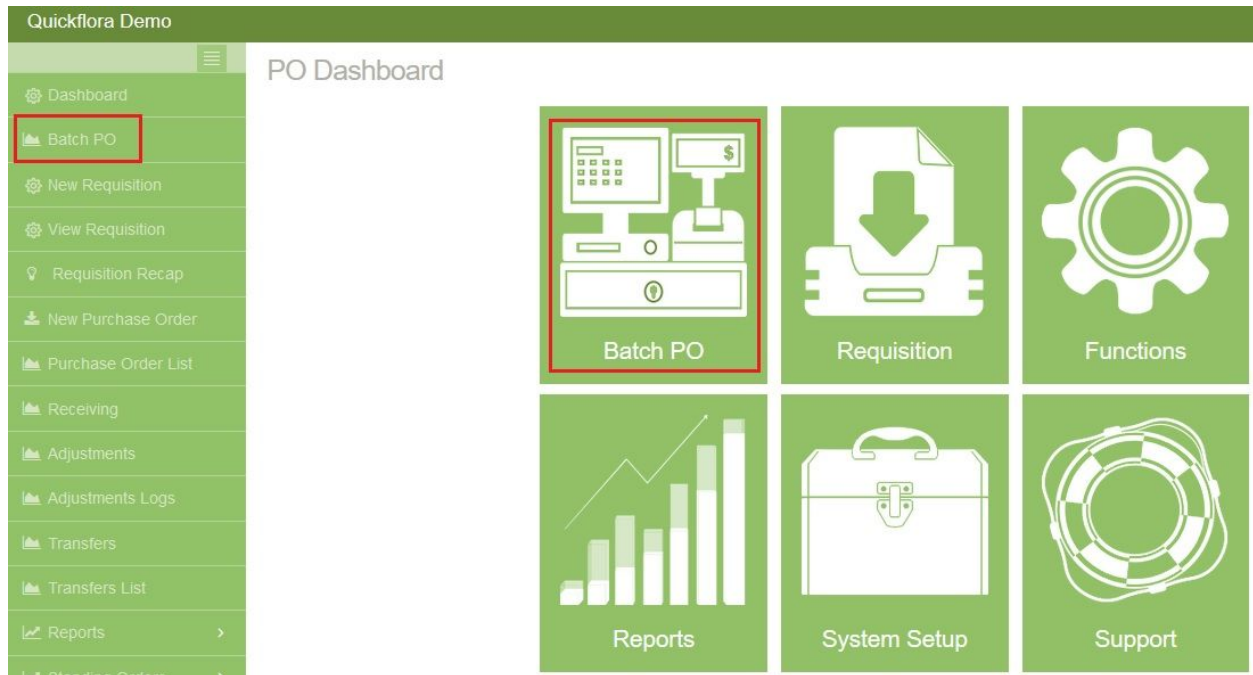 Quickflora Demo
PO Dashboard
Dashboard
Batch PO
New Requisition
View Requisition
Requisition Recap
New Purchase Order
Purchase Order List
Receiving
Adjustments
Adjustments Logs
Transfers
Transfers List
Reports
$
Batch PO
Requisition
Functions
Reports
System Setup
Support